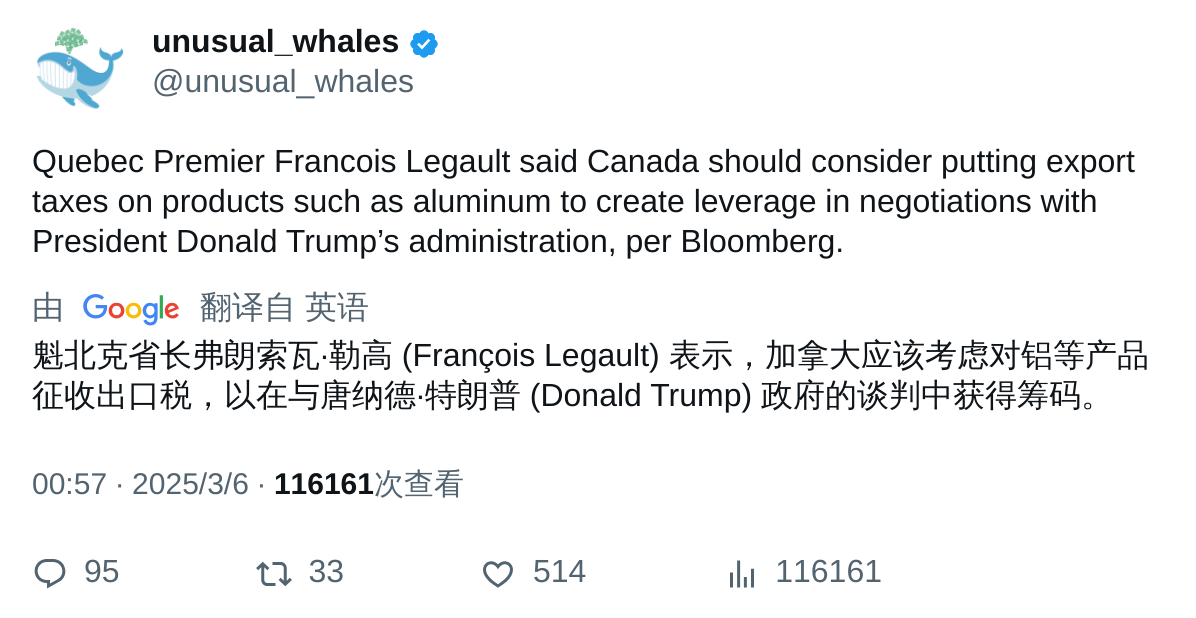 unusual_whales
@unusual_whales
Quebec Premier Francois Legault said Canada should consider putting export
taxes on products such as aluminum to create leverage in negotiations with
President Donald Trump’s administration, per Bloomberg.
由 Google 翻译自 英语
魁北克省长弗朗索瓦·勒高 (François Legault) 表示，加拿大应该考虑对铝等产品
征收出口税，以在与唐纳德·特朗普 (Donald Trump) 政府的谈判中获得筹码。
00:57 · 2025/3/6 · 116161次查看
95 33 514 116161